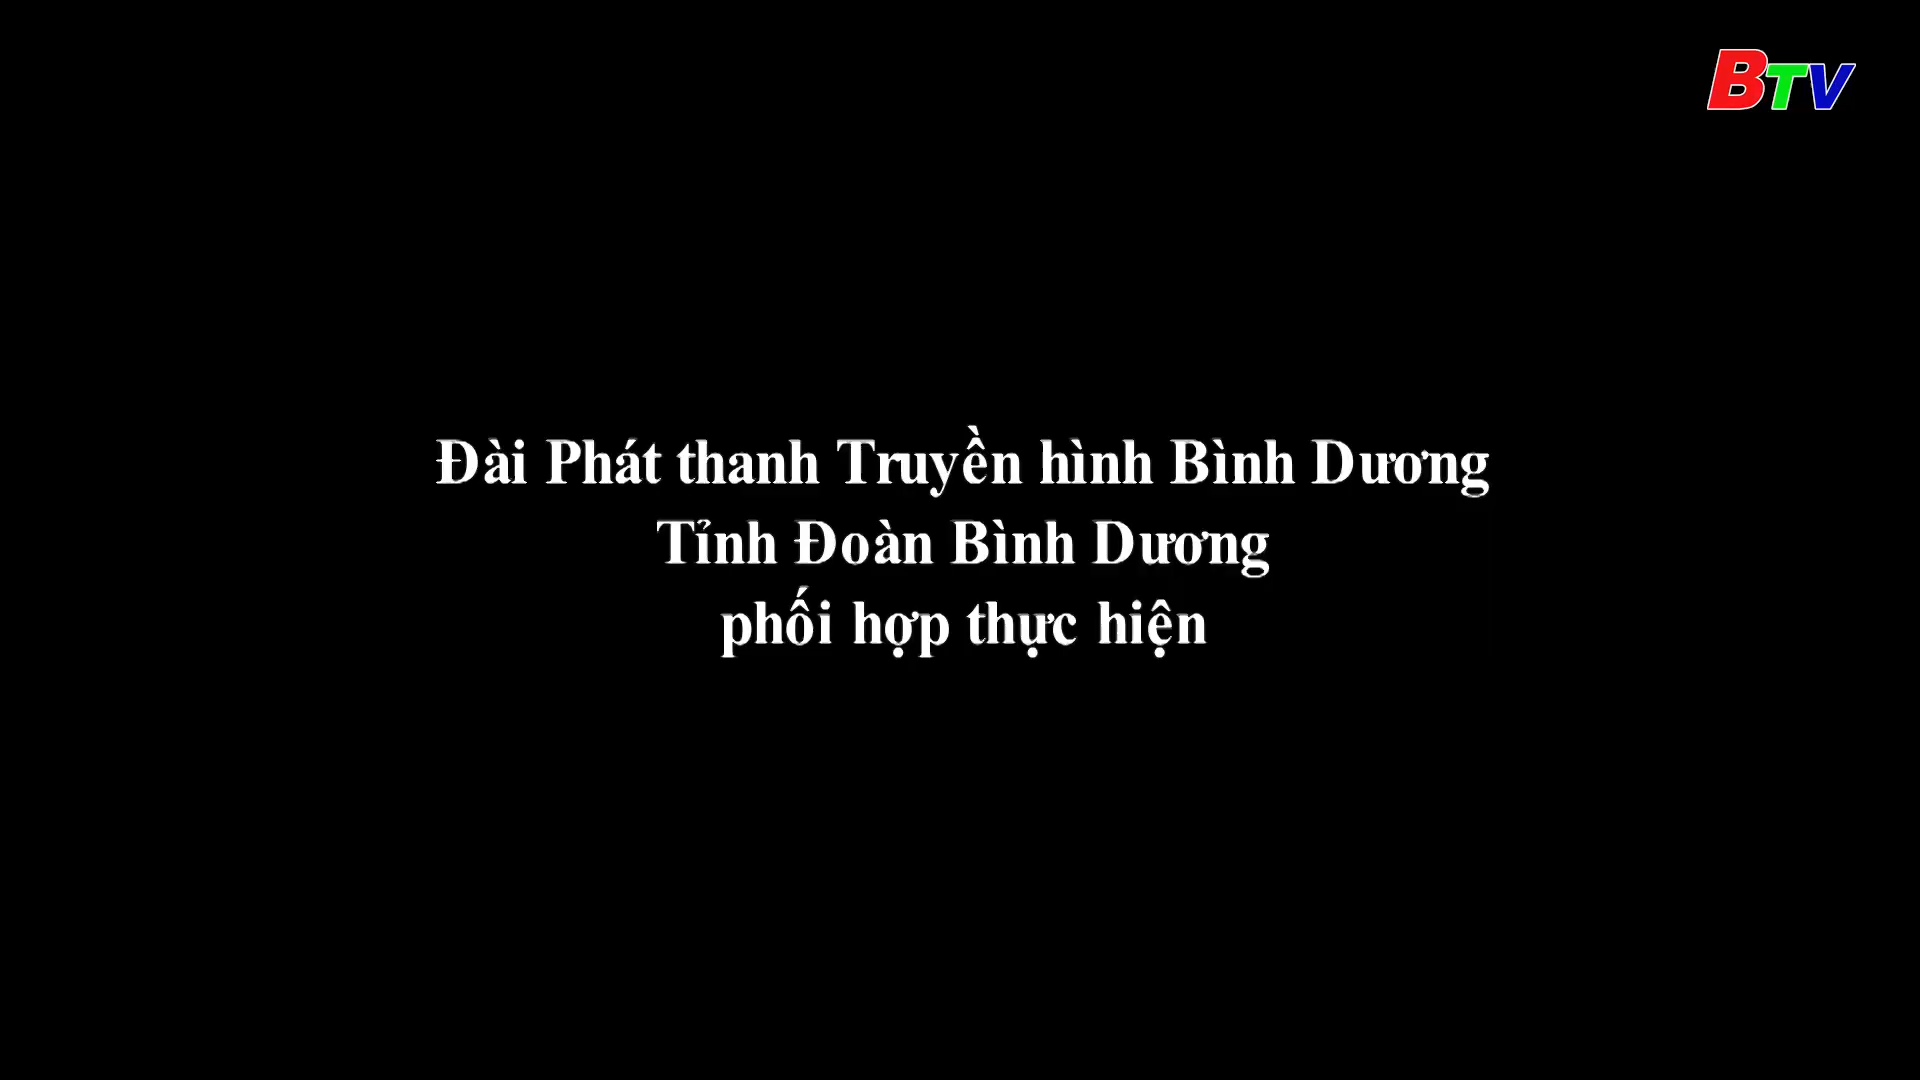 BTV
Đài Phát thanh Truyền hình Bình Dương
Tỉnh Đoàn Bình Dương
phối hợp thực hiện